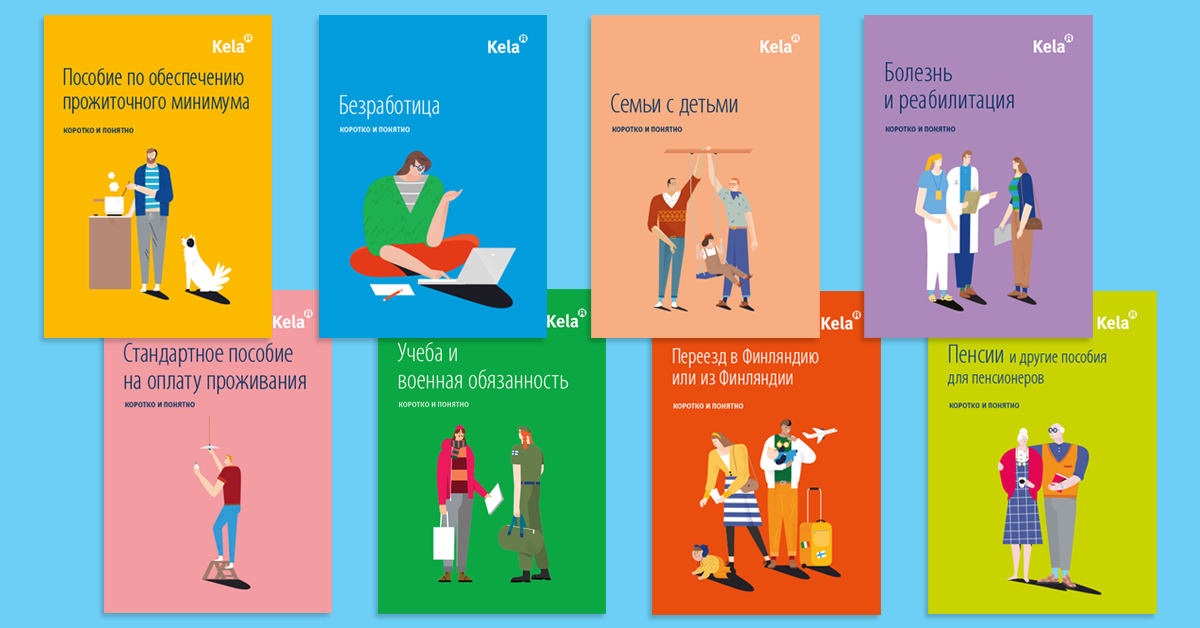 Kela
Пособие по обеспечению
прожиточного минимума
КОРОТКО И ПОНЯТНО
Kela
Безработица
КОРОТКО И ПОНЯТНО
Kela
Семьи с детьми
КОРОТКО И ПОНЯТНО
Kela
Болезнь
и реабилитация
КОРОТКО И ПОНЯТНО
Kela
Стандартное пособие
на оплату проживания
КОРОТКО И ПОНЯТНО
Kela
Учеба и
военная обязанность
КОРОТКО И ПОНЯТНО
Kela
Переезд в Финляндию
или из Финляндии
КОРОТКО И ПОНЯТНО
Kela
Пенсии и другие пособия
для пенсионеров
КОРОТКО И ПОНЯТНО